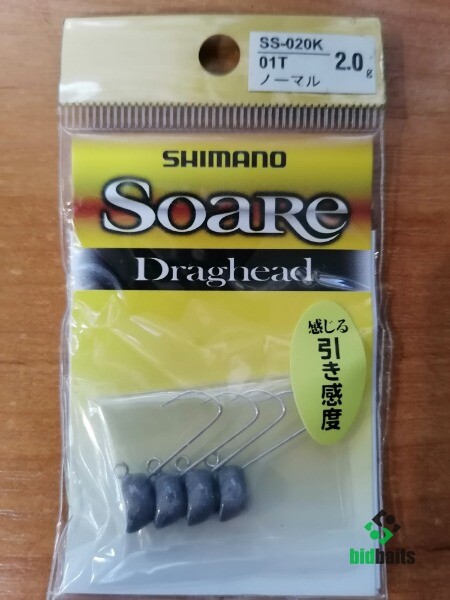 SS-020K
01T 2.0g
ノーマル
SHIMANO
SOARE
Draghead
感じる
引き感度
bidbaits